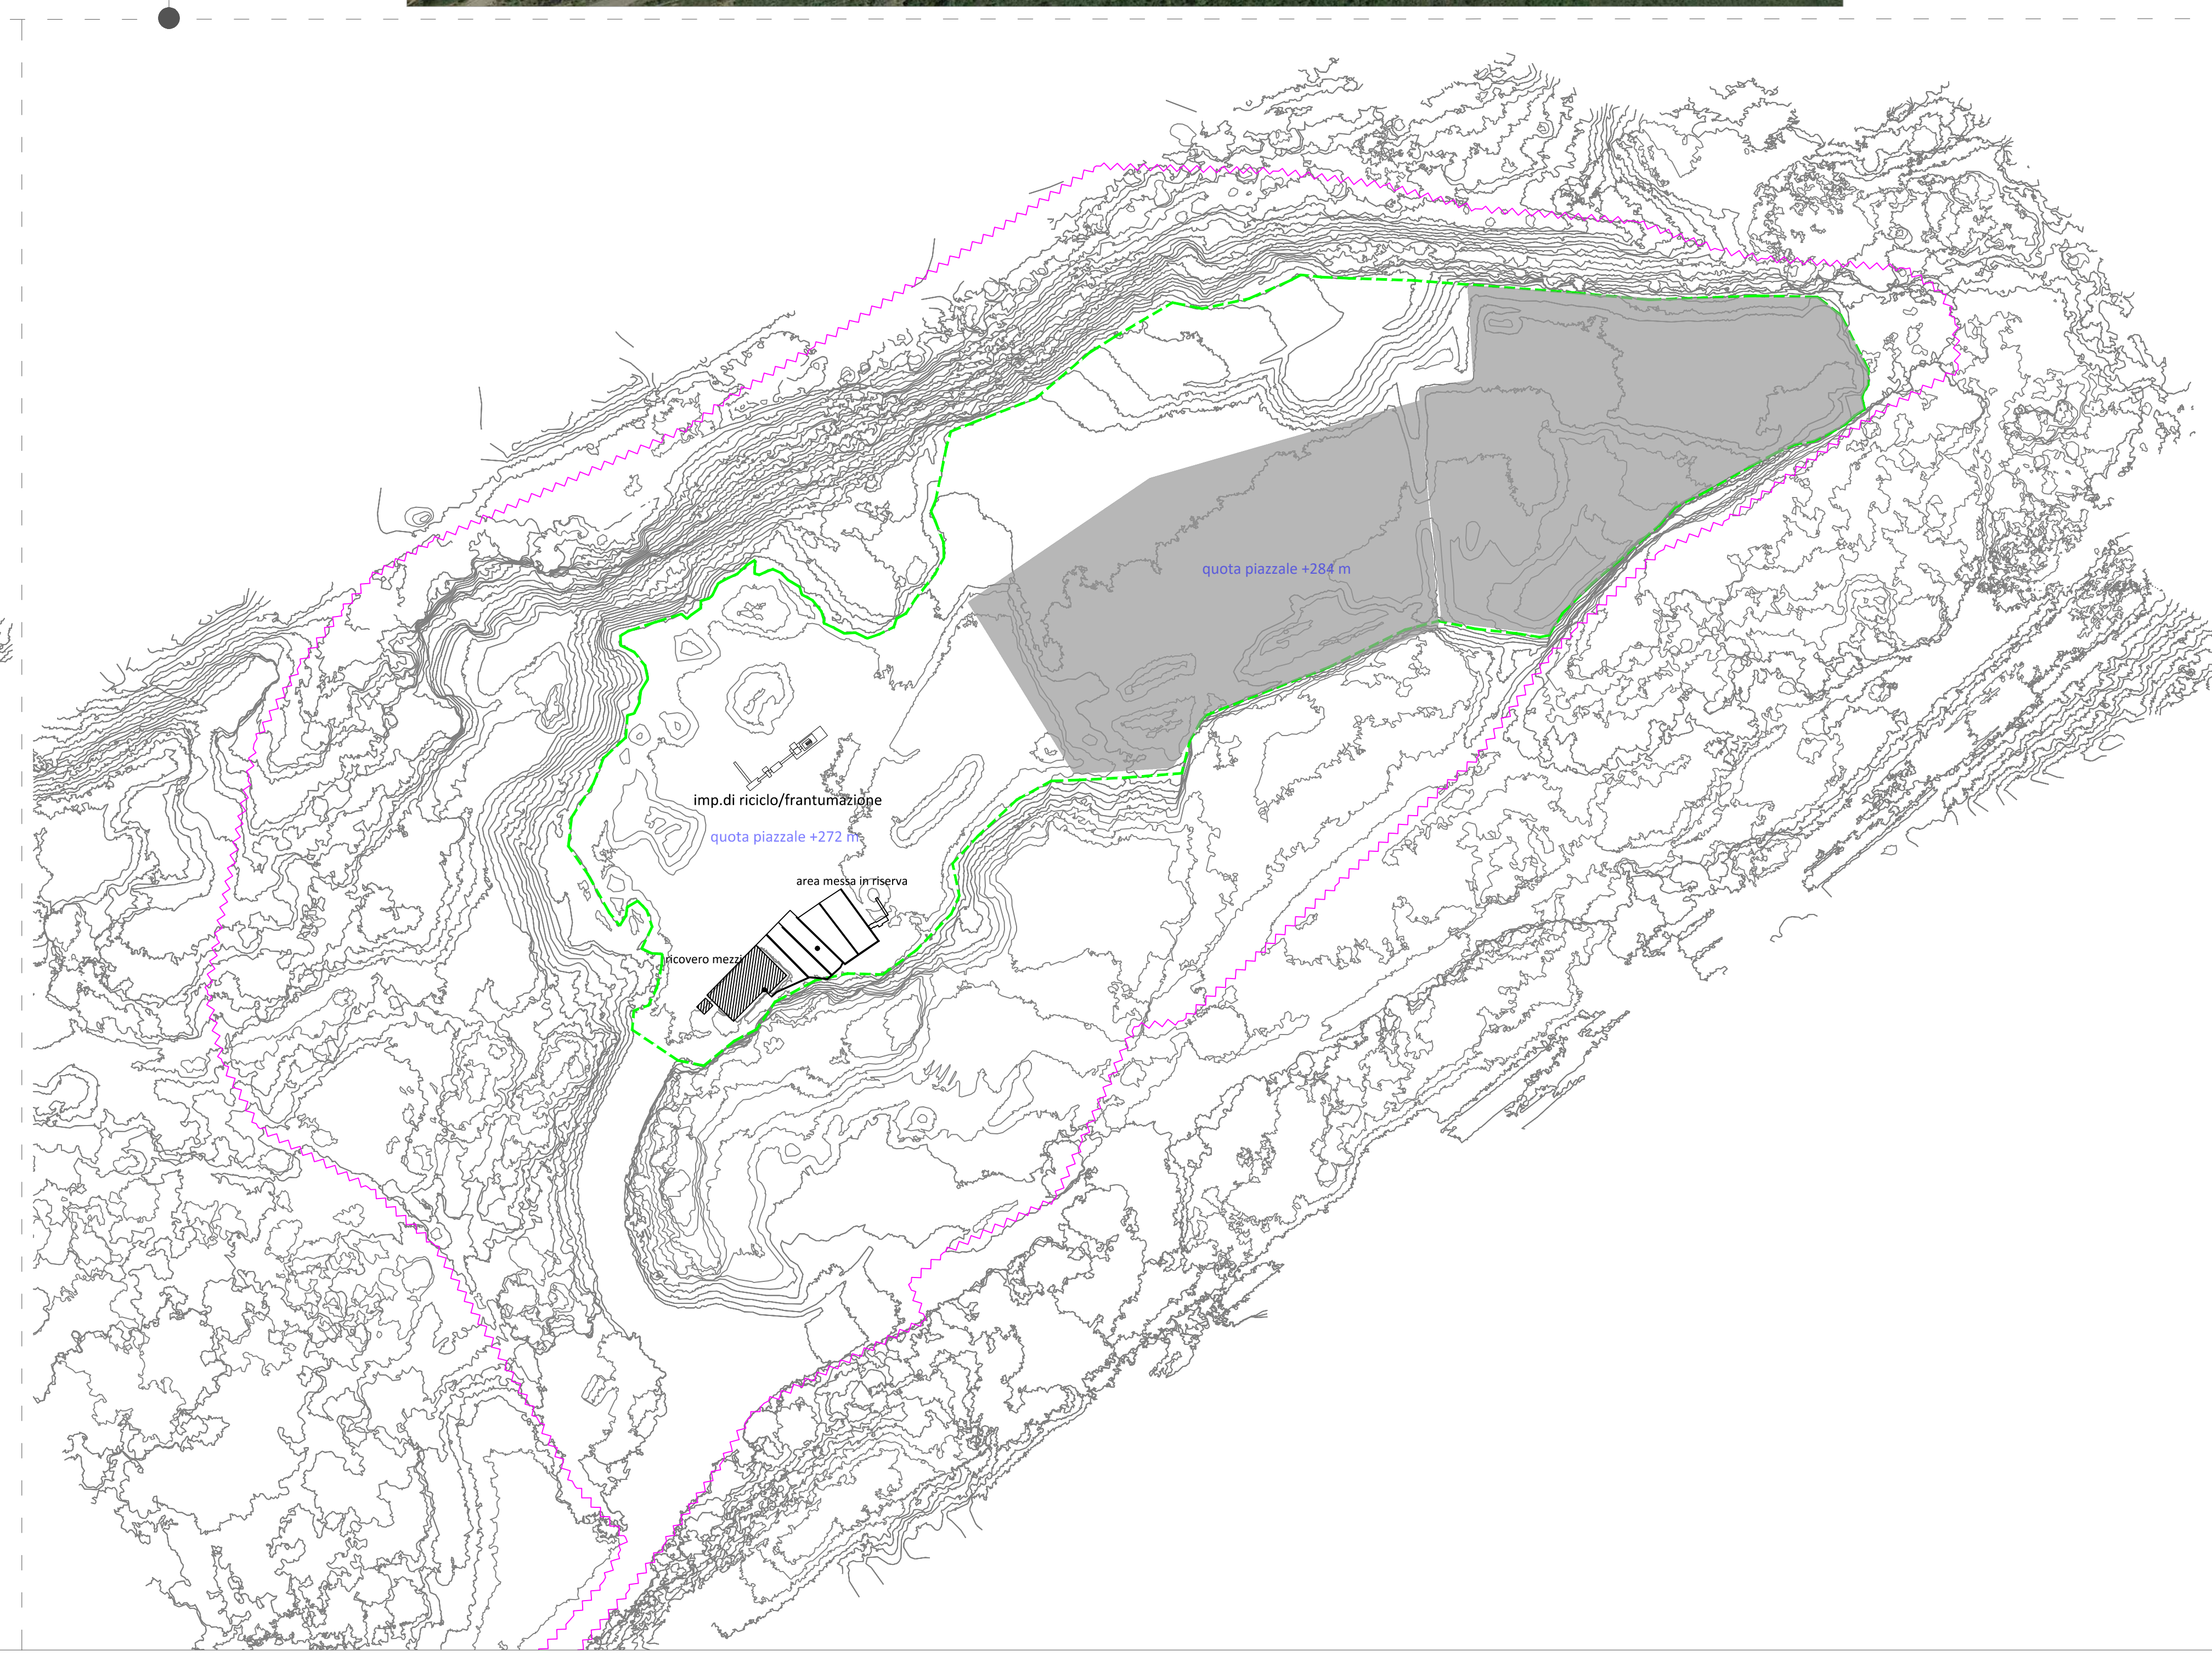 quota piazzale +284 m
imp.di riciclo/frantumazione
quota piazzale +272 m
area messa in riserva
ricovero mezzi